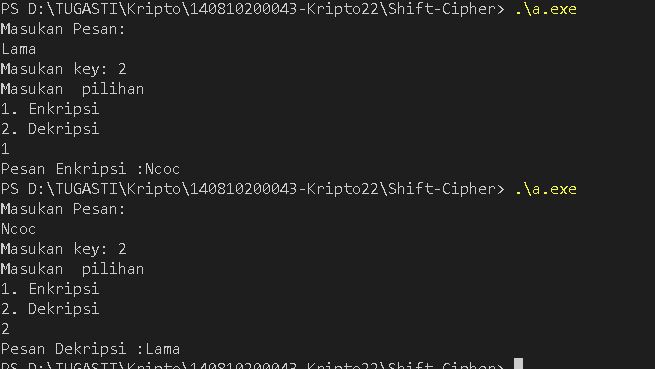 PS D:\TUGASTI\Kripto\140810200043-Kripto22\Shift-Cipher> .\a.exe
Masukan Pesan:
Lama
Masukan key: 2
Masukan  pilihan
1. Enkripsi
2. Dekripsi
1
Pesan Enkripsi :Ncoc
PS D:\TUGASTI\Kripto\140810200043-Kripto22\Shift-Cipher> .\a.exe
Masukan Pesan:
Ncoc
Masukan key: 2
Masukan  pilihan
1. Enkripsi
2. Dekripsi
2
Pesan Dekripsi :Lama
PS D:\TUGASTI\Kripto\140810200043-Kripto22\Shift-Cipher>